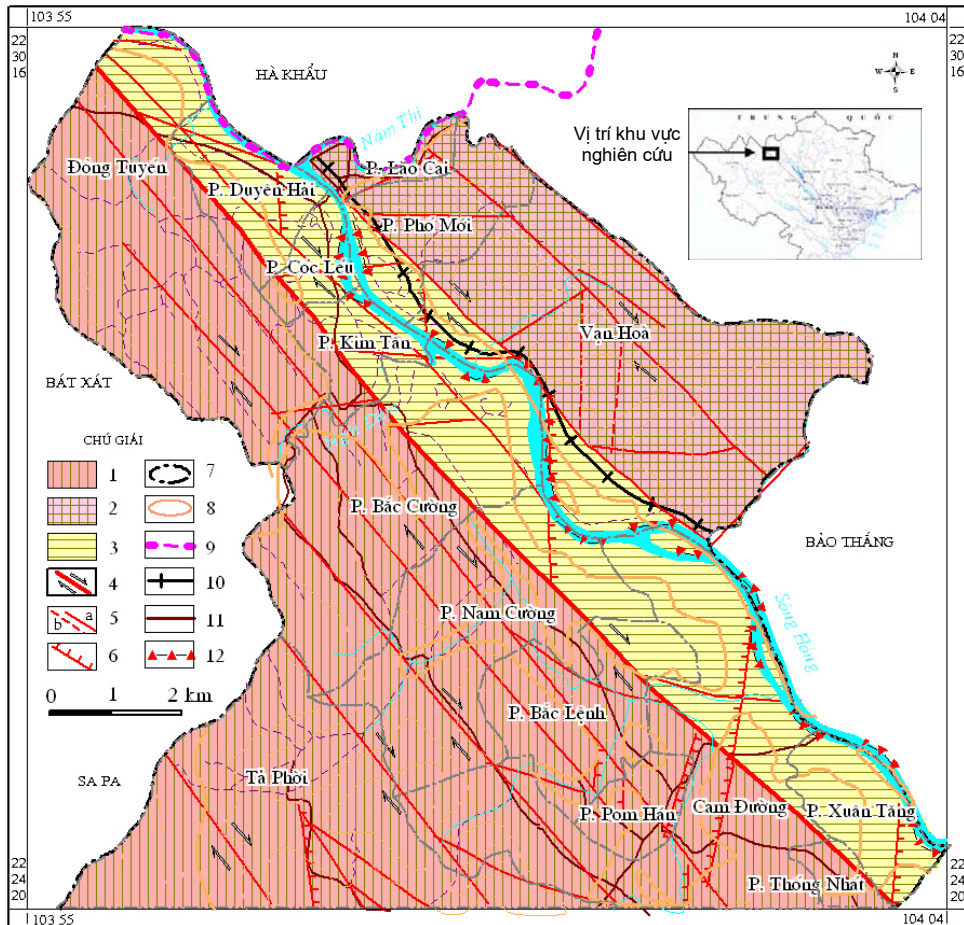 103 55
104 04
22
30
16
22
30
16
HÀ KHẨU
N
W E
S
Nậm Thi
Vị trí khu vực
nghiên cứu
TRUNG QUỐC
P. Lao Cai
Đồng Tuyển
P. Duyên Hải
P. Phố Mới
P. Cốc Lếu
Vạn Hoà
P. Kim Tân
BÁT XÁT
CHÚ GIẢI
1
2
3
4
5
a
b
6
7
8
9
10
11
12
0 1 2 km
P. Bắc Cường
BẢO THẮNG
P. Nam Cường
Sông Hồng
P. Bắc Lệnh
SA PA
Tả Phời
P. Pom Hán
Cam Đường
P. Xuân Tăng
P. Thống Nhất
22
24
20
22
24
20
103 55
104 04